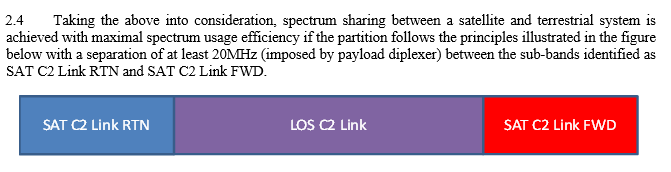 2.4 Taking the above into consideration, spectrum sharing between a satellite and terrestrial system is
achieved with maximal spectrum usage efficiency if the partition follows the principles illustrated in the figure
below with a separation of at least 20MHz (imposed by payload diplexer) between the sub-bands identified as
SAT C2 Link RTN and SAT C2 Link FWD.
SAT C2 Link RTN
LOS C2 Link
SAT C2 Link FWD